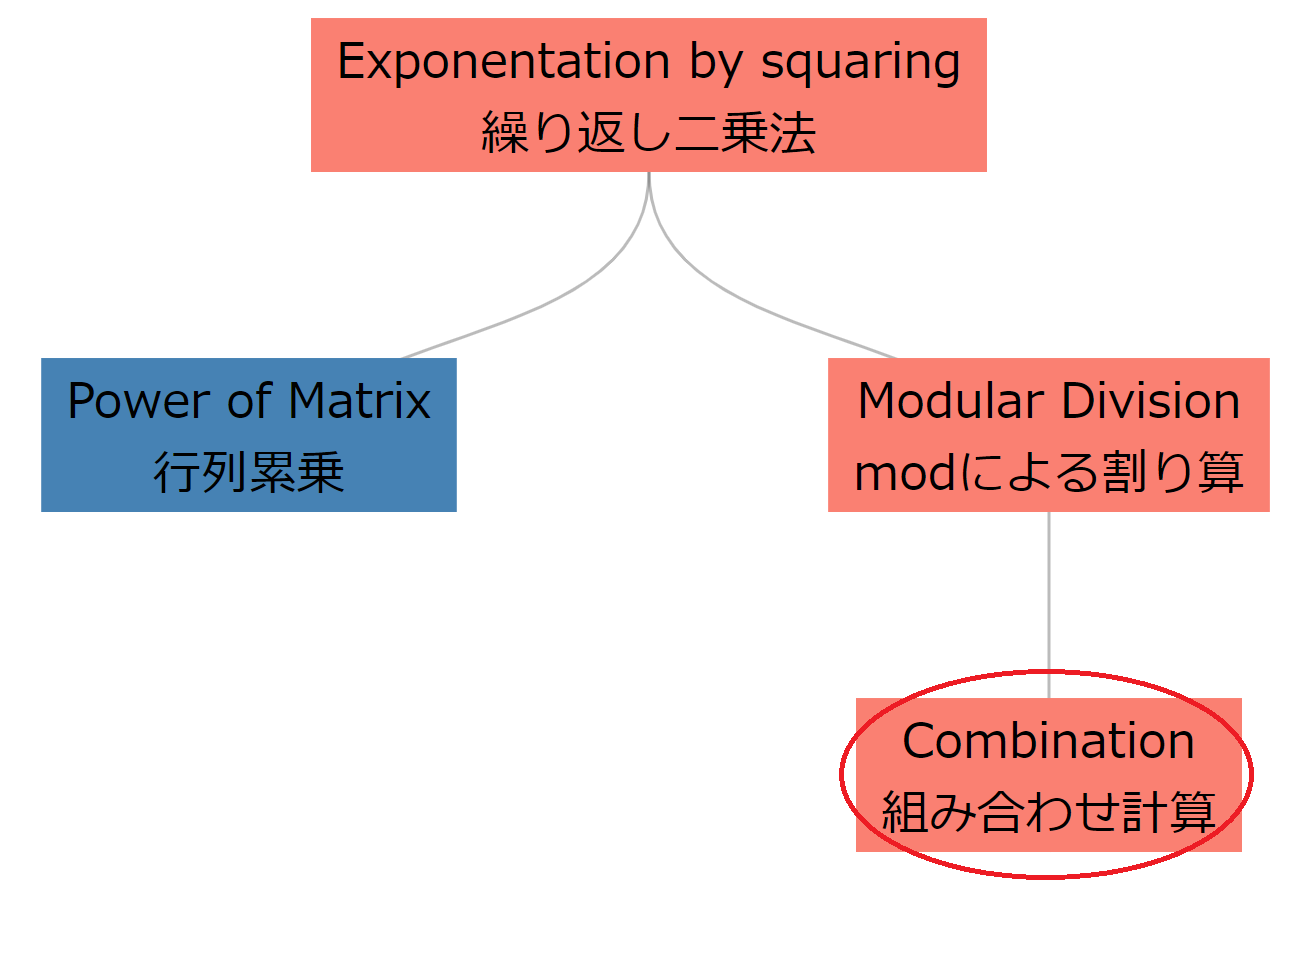 Exponentation by squaring
繰り返し二乗法
Power of Matrix
行列累乗
Modular Division
modによる割り算
Combination
組み合わせ計算